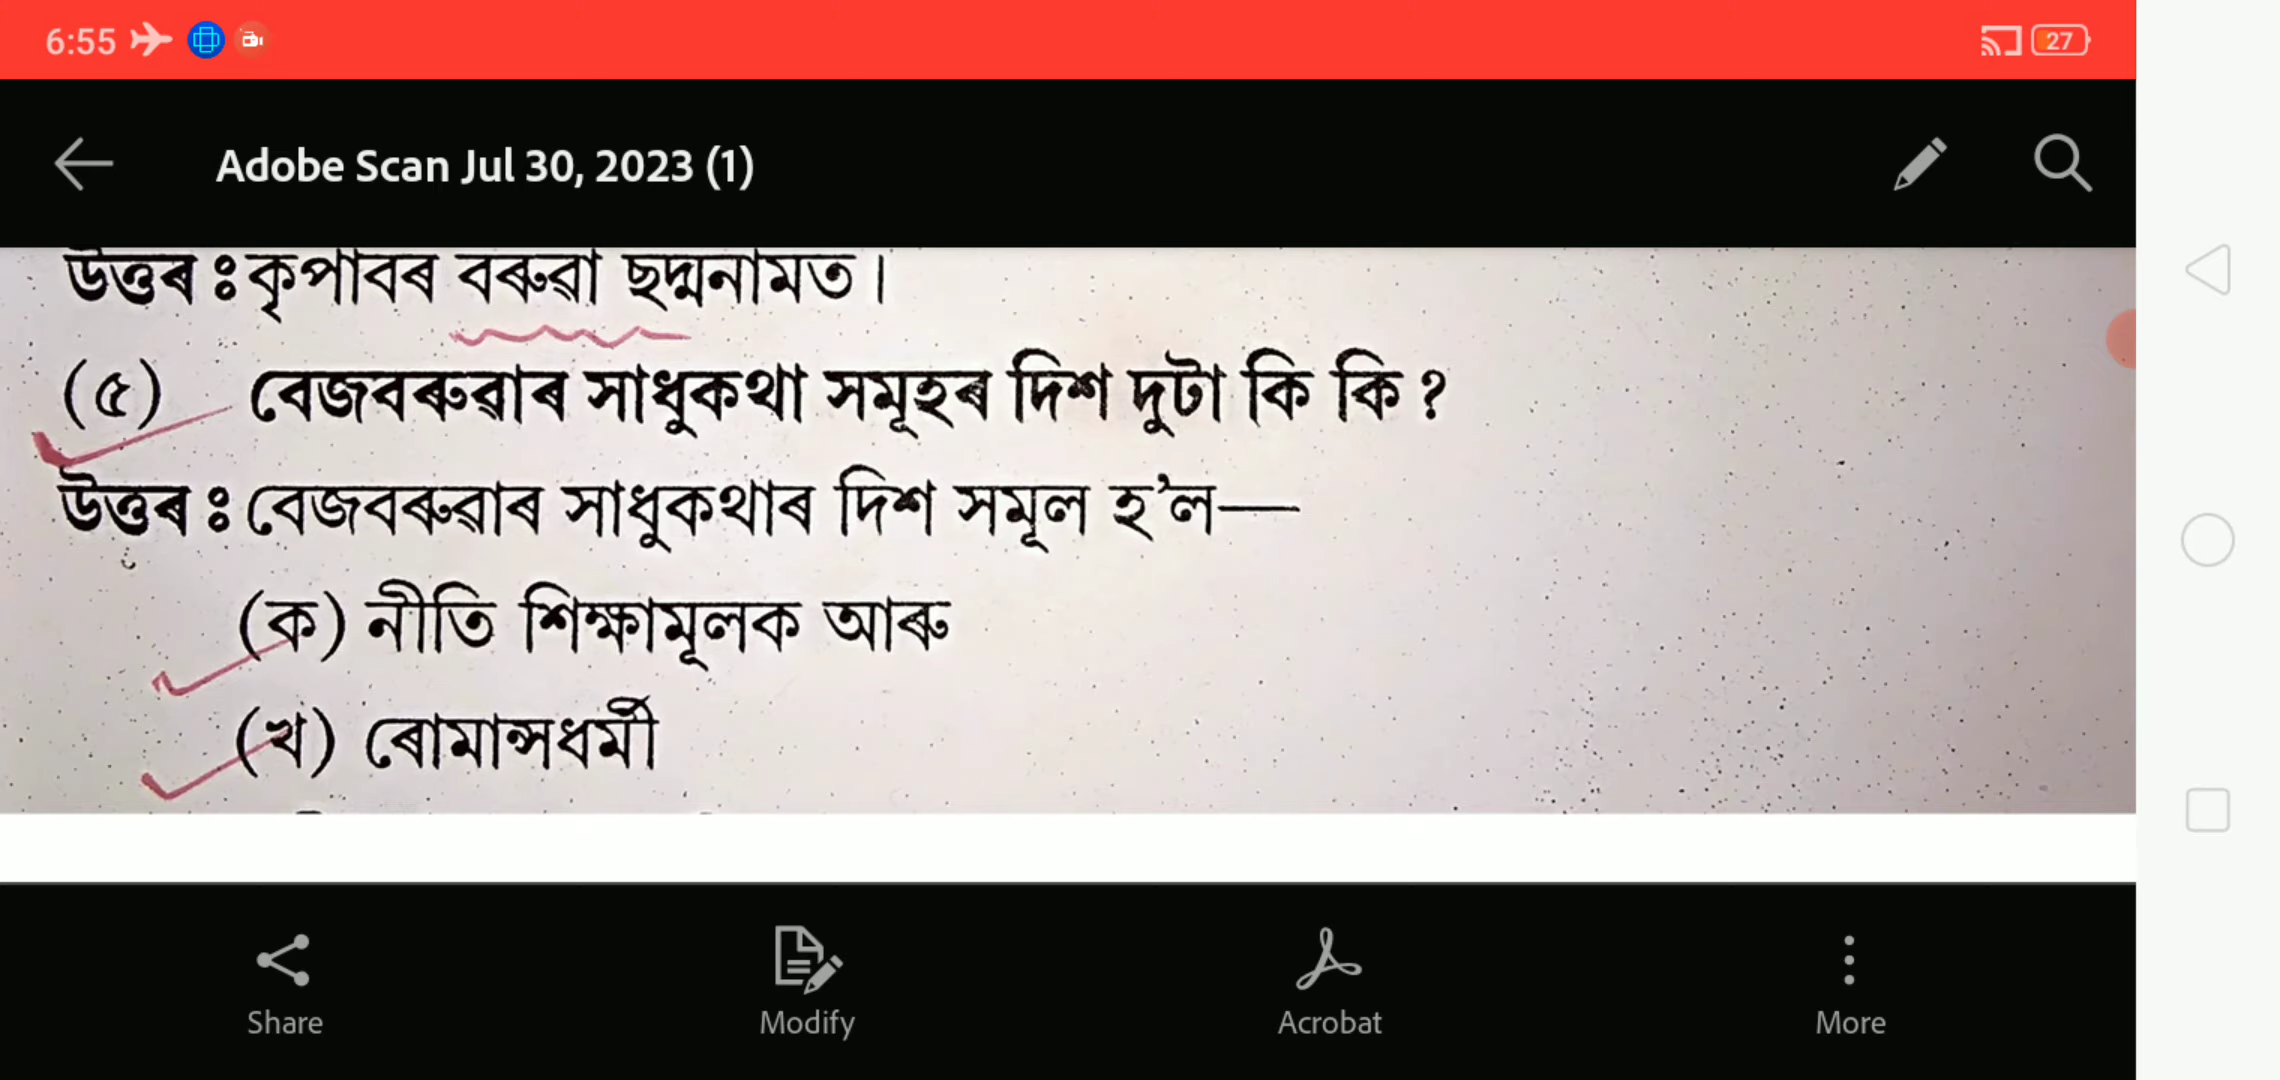 6:55
27
Adobe Scan Jul 30, 2023 (1)
উত্তৰ ঃ কৃপাবৰ বৰুৱা ছদ্মনামত ।
(৫) বেজবৰুৱাৰ সাধুকথা সমূহৰ দিশ দুটা কি কি ?
উত্তৰ ঃ বেজবৰুৱাৰ সাধুকথাৰ দিশ সমূল হ'ল—
(ক) নীতি শিক্ষামূলক আৰু
(খ) ৰোমান্সধৰ্মী
Share Modify Acrobat More